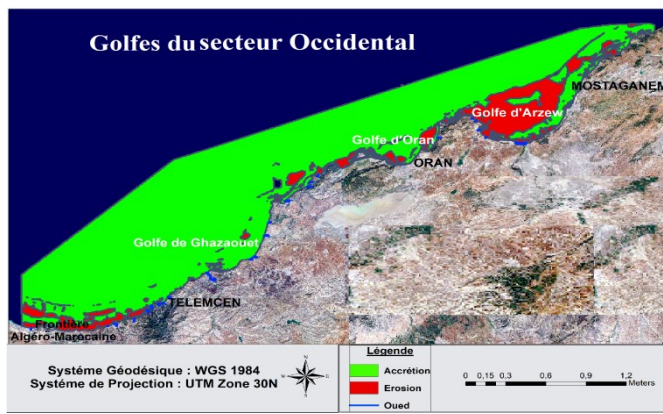 Golfes du secteur Occidental
MOSTAGANEM
Golfe d'Arzew
Golfe d'Oran
ORAN
Golfe de Ghazaouet
TELEMCEN
Frontière
Algéro-Marocaine
Systéme Géodésique : WGS 1984
Systéme de Projection : UTM Zone 30N
N
Légende
Accrétion
Erosion
Oued
0 0,15 0,3 0,6 0,9 1,2
Meters